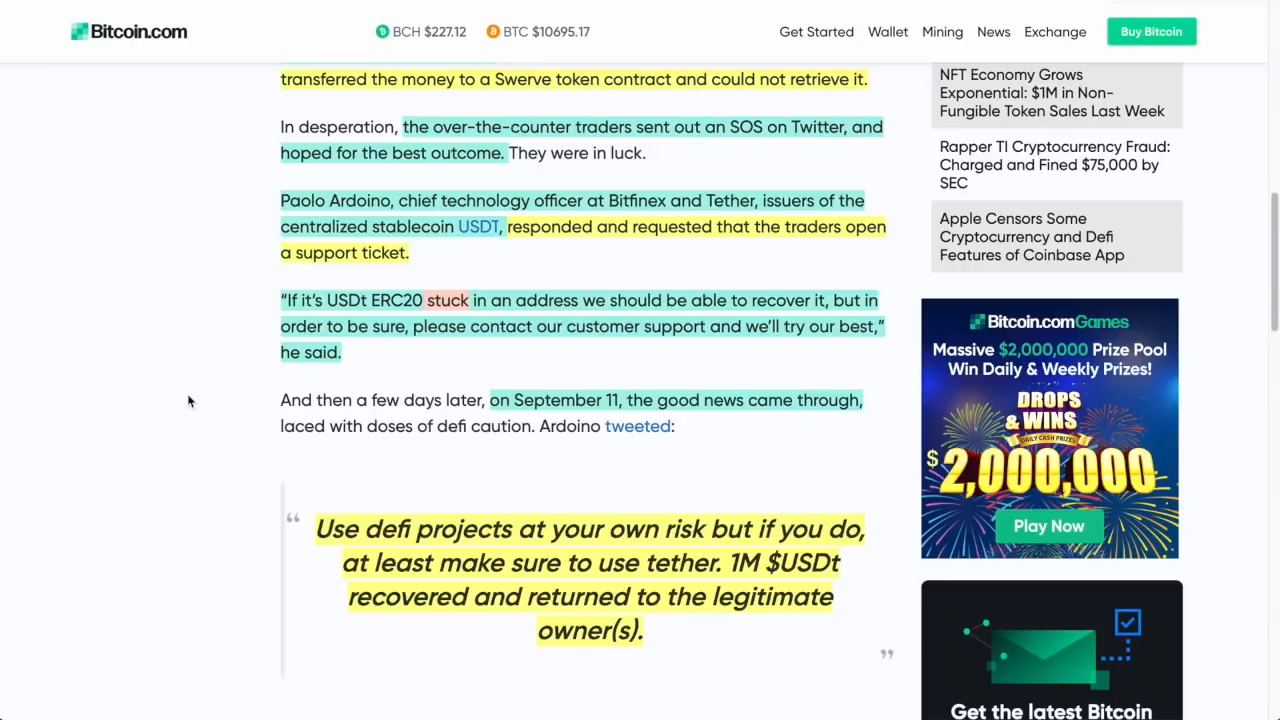 Bitcoin.com
BCH $227.12
BTC $10695.17
Get Started
Wallet
Mining
News
Exchange
Buy Bitcoin
transferred the money to a Swerve token contract and could not retrieve it.
In desperation, the over-the-counter traders sent out an SOS on Twitter, and
hoped for the best outcome. They were in luck.
Paolo Ardoino, chief technology officer at Bitfinex and Tether, issuers of the
centralized stablecoin USDT, responded and requested that the traders open
a support ticket.
“If it’s USDt ERC20 stuck in an address we should be able to recover it, but in
order to be sure, please contact our customer support and we’ll try our best,”
he said.
And then a few days later, on September 11, the good news came through,
laced with doses of defi caution. Ardoino tweeted:
“
Use defi projects at your own risk but if you do,
at least make sure to use tether. 1M $USDt
recovered and returned to the legitimate
owner(s).
”
NFT Economy Grows
Exponential: $1M in Non-
Fungible Token Sales Last Week
Rapper TI Cryptocurrency Fraud:
Charged and Fined $75,000 by
SEC
Apple Censors Some
Cryptocurrency and Defi
Features of Coinbase App
Bitcoin.comGames
Massive $2,000,000 Prize Pool
Win Daily & Weekly Prizes!
DROPS
& WINS
DAILY CASH PRIZES
$2,000,000
Play Now
Get the latest Bitcoin